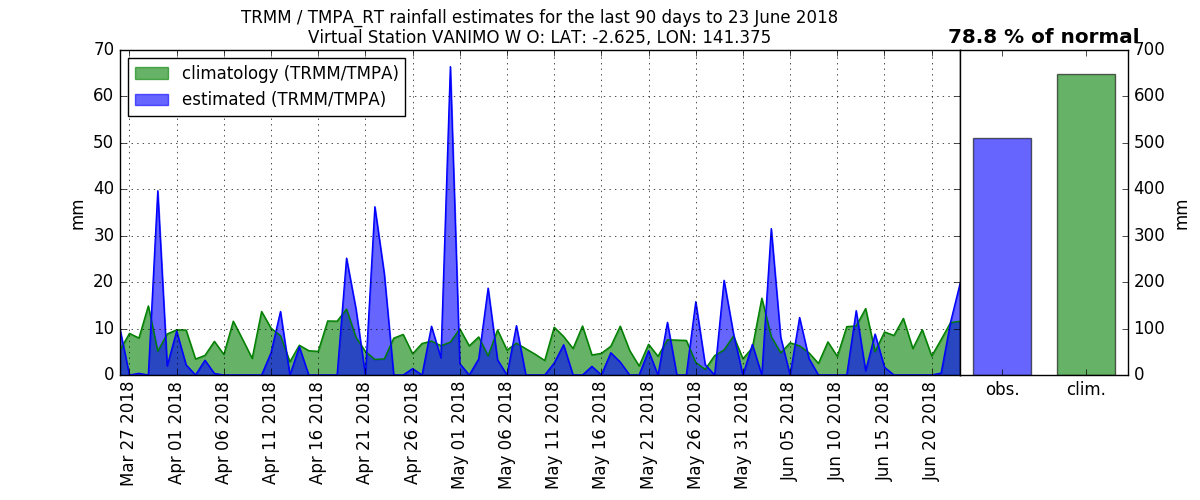 TRMM / TMPA_RT rainfall estimates for the last 90 days to 23 June 2018
Virtual Station VANIMO W O: LAT: -2.625, LON: 141.375
78.8 % of normal
climatology (TRMM/TMPA)
estimated (TRMM/TMPA)
70
60
50
40
30
20
10
0
mm
Mar 27 2018
Apr 01 2018
Apr 06 2018
Apr 11 2018
Apr 16 2018
Apr 21 2018
Apr 26 2018
May 01 2018
May 06 2018
May 11 2018
May 16 2018
May 21 2018
May 26 2018
May 31 2018
Jun 05 2018
Jun 10 2018
Jun 15 2018
Jun 20 2018
obs.
clim.
700
600
500
400
300
200
100
0
mm